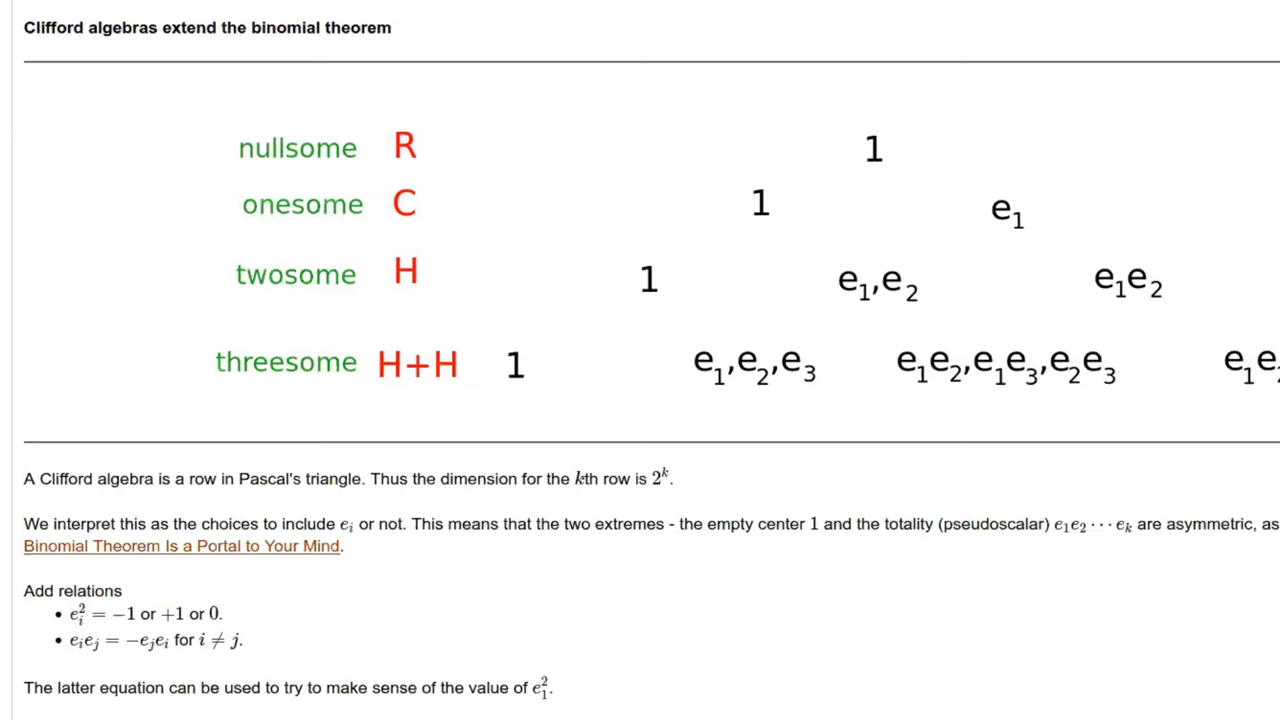 Clifford algebras extend the binomial theorem
nullsome R 1
onesome C 1 e₁
twosome H 1 e₁,e₂ e₁e₂
threesome H+H 1 e₁,e₂,e₃ e₁e₂,e₁e₃,e₂e₃ e₁e₂
A Clifford algebra is a row in Pascal's triangle. Thus the dimension for the kth row is 2ᵏ.
We interpret this as the choices to include eᵢ or not. This means that the two extremes - the empty center 1 and the totality (pseudoscalar) e₁e₂⋯eₖ are asymmetric, as
Binomial Theorem Is a Portal to Your Mind.
Add relations
• eᵢ² = −1 or +1 or 0.
• eᵢeⱼ = −eⱼeᵢ for i ≠ j.
The latter equation can be used to try to make sense of the value of e₁².